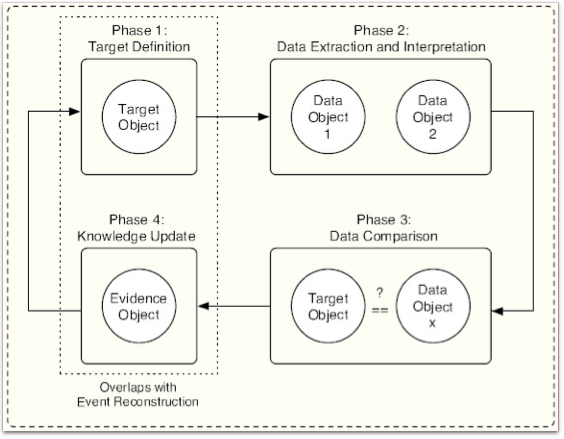 Phase 1:
Target Definition
Target
Object
Phase 2:
Data Extraction and Interpretation
Data
Object
1
Data
Object
2
Phase 4:
Knowledge Update
Evidence
Object
Phase 3:
Data Comparison
Target
Object
?
==
Data
Object
x
Overlaps with
Event Reconstruction